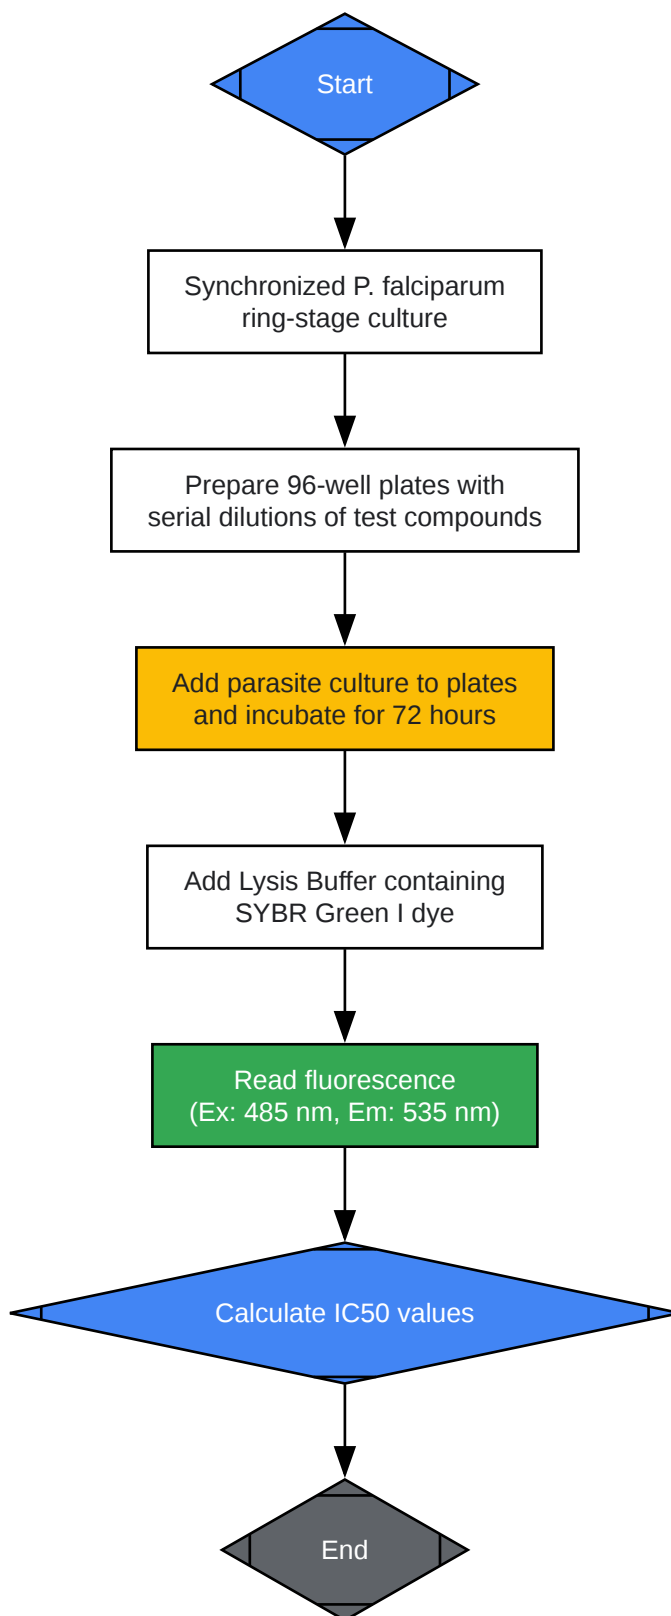 Start
Synchronized P. falciparum
ring-stage culture
Prepare 96-well plates with
serial dilutions of test compounds
Add parasite culture to plates
and incubate for 72 hours
Add Lysis Buffer containing
SYBR Green I dye
Read fluorescence
(Ex: 485 nm, Em: 535 nm)
Calculate IC50 values
End